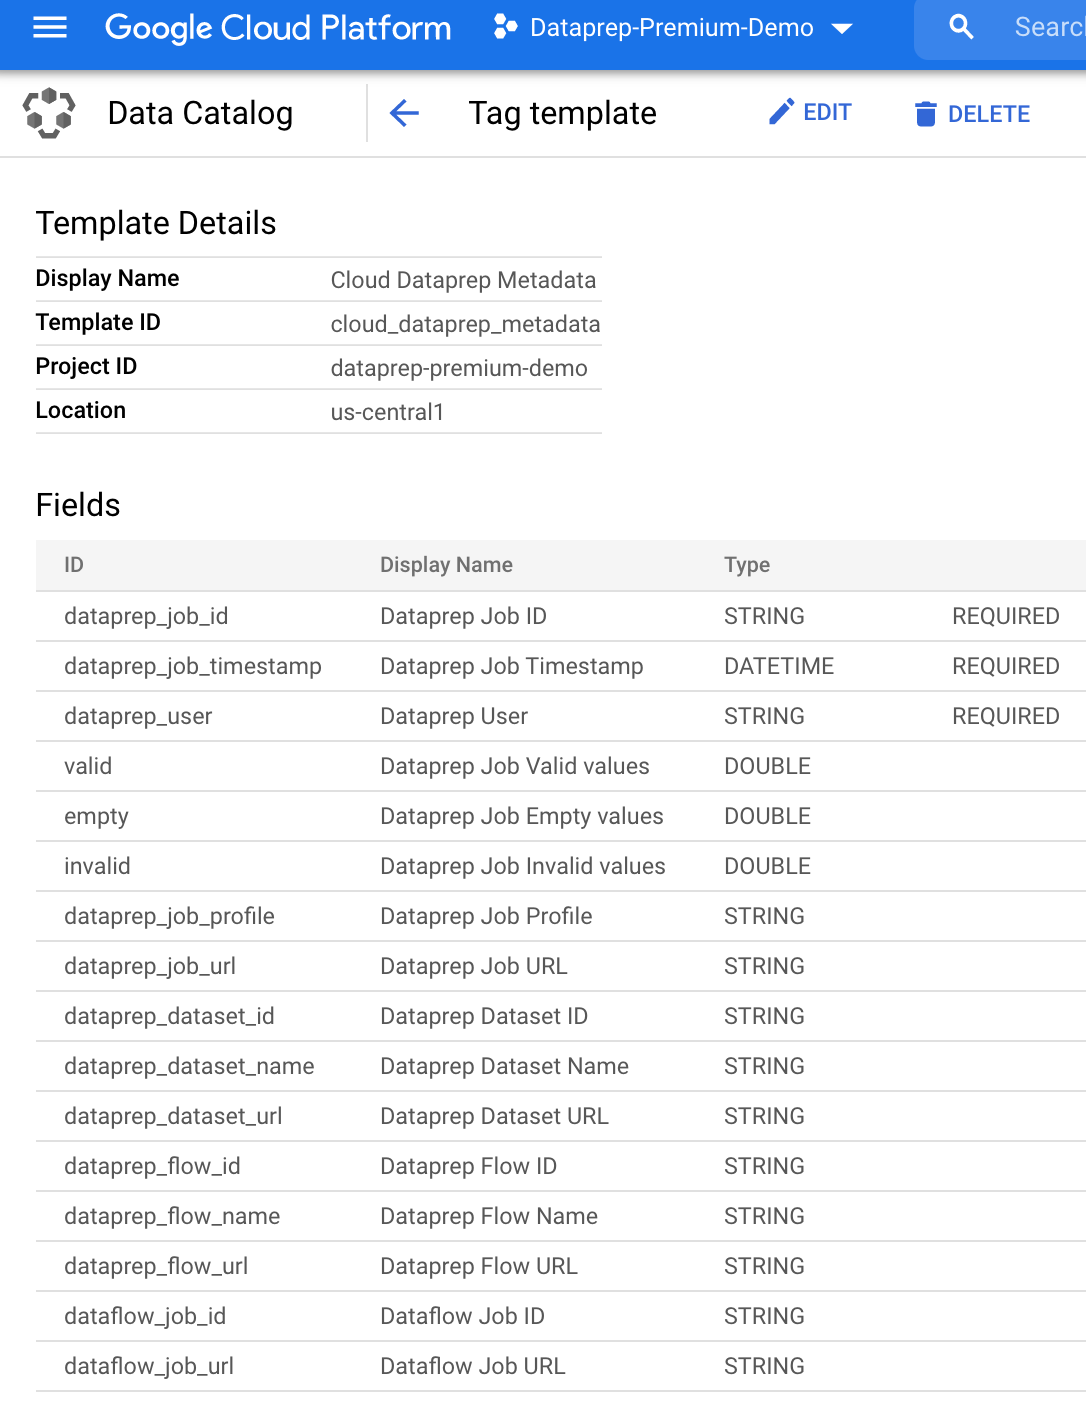 Google Cloud Platform Dataprep-Premium-Demo
Data Catalog Tag template EDIT DELETE
Template Details
Display Name Cloud Dataprep Metadata
Template ID cloud_dataprep_metadata
Project ID dataprep-premium-demo
Location us-central1
Fields
ID Display Name Type
dataprep_job_id Dataprep Job ID STRING REQUIRED
dataprep_job_timestamp Dataprep Job Timestamp DATETIME REQUIRED
dataprep_user Dataprep User STRING REQUIRED
valid Dataprep Job Valid values DOUBLE
empty Dataprep Job Empty values DOUBLE
invalid Dataprep Job Invalid values DOUBLE
dataprep_job_profile Dataprep Job Profile STRING
dataprep_job_url Dataprep Job URL STRING
dataprep_dataset_id Dataprep Dataset ID STRING
dataprep_dataset_name Dataprep Dataset Name STRING
dataprep_dataset_url Dataprep Dataset URL STRING
dataprep_flow_id Dataprep Flow ID STRING
dataprep_flow_name Dataprep Flow Name STRING
dataprep_flow_url Dataprep Flow URL STRING
dataflow_job_id Dataflow Job ID STRING
dataflow_job_url Dataflow Job URL STRING